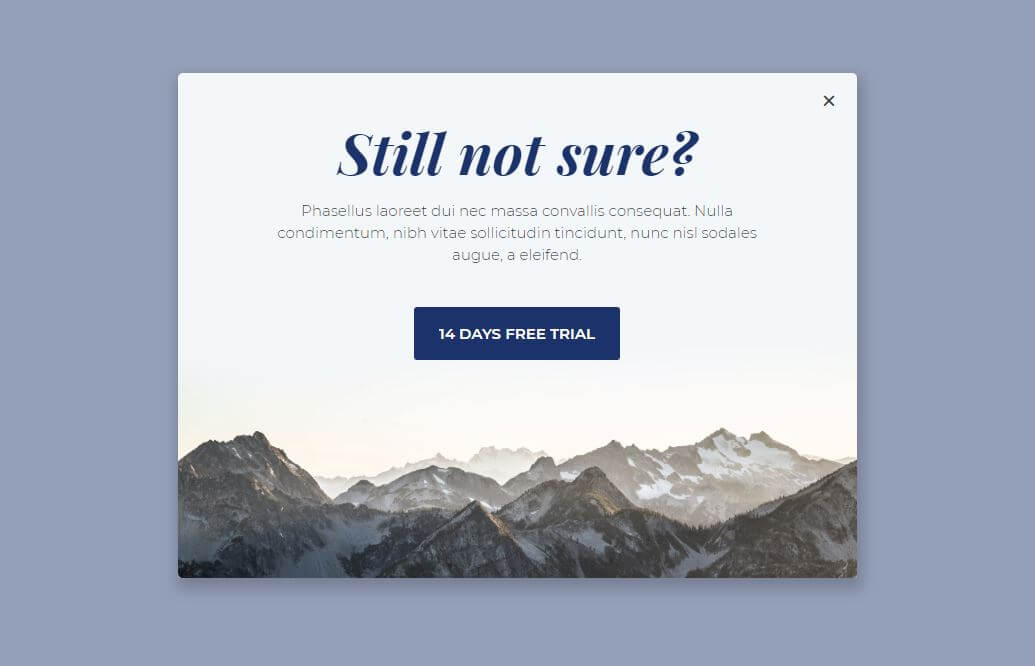 Still not sure?
Phasellus laoreet dui nec massa convallis consequat. Nulla
condimentum, nibh vitae sollicitudin tincidunt, nunc nisl sodales
augue, a eleifend.
14 DAYS FREE TRIAL